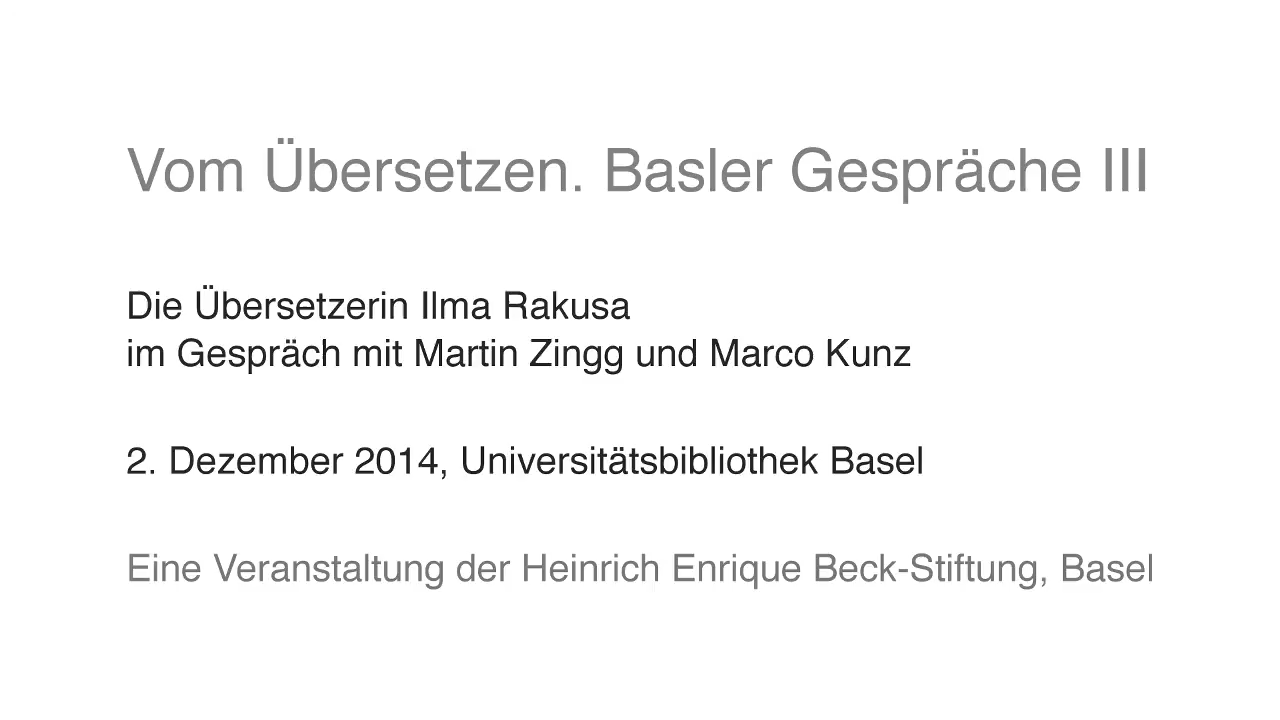 Vom Übersetzen. Basler Gespräche III
Die Übersetzerin Ilma Rakusa
im Gespräch mit Martin Zingg und Marco Kunz
2. Dezember 2014, Universitätsbibliothek Basel
Eine Veranstaltung der Heinrich Enrique Beck-Stiftung, Basel